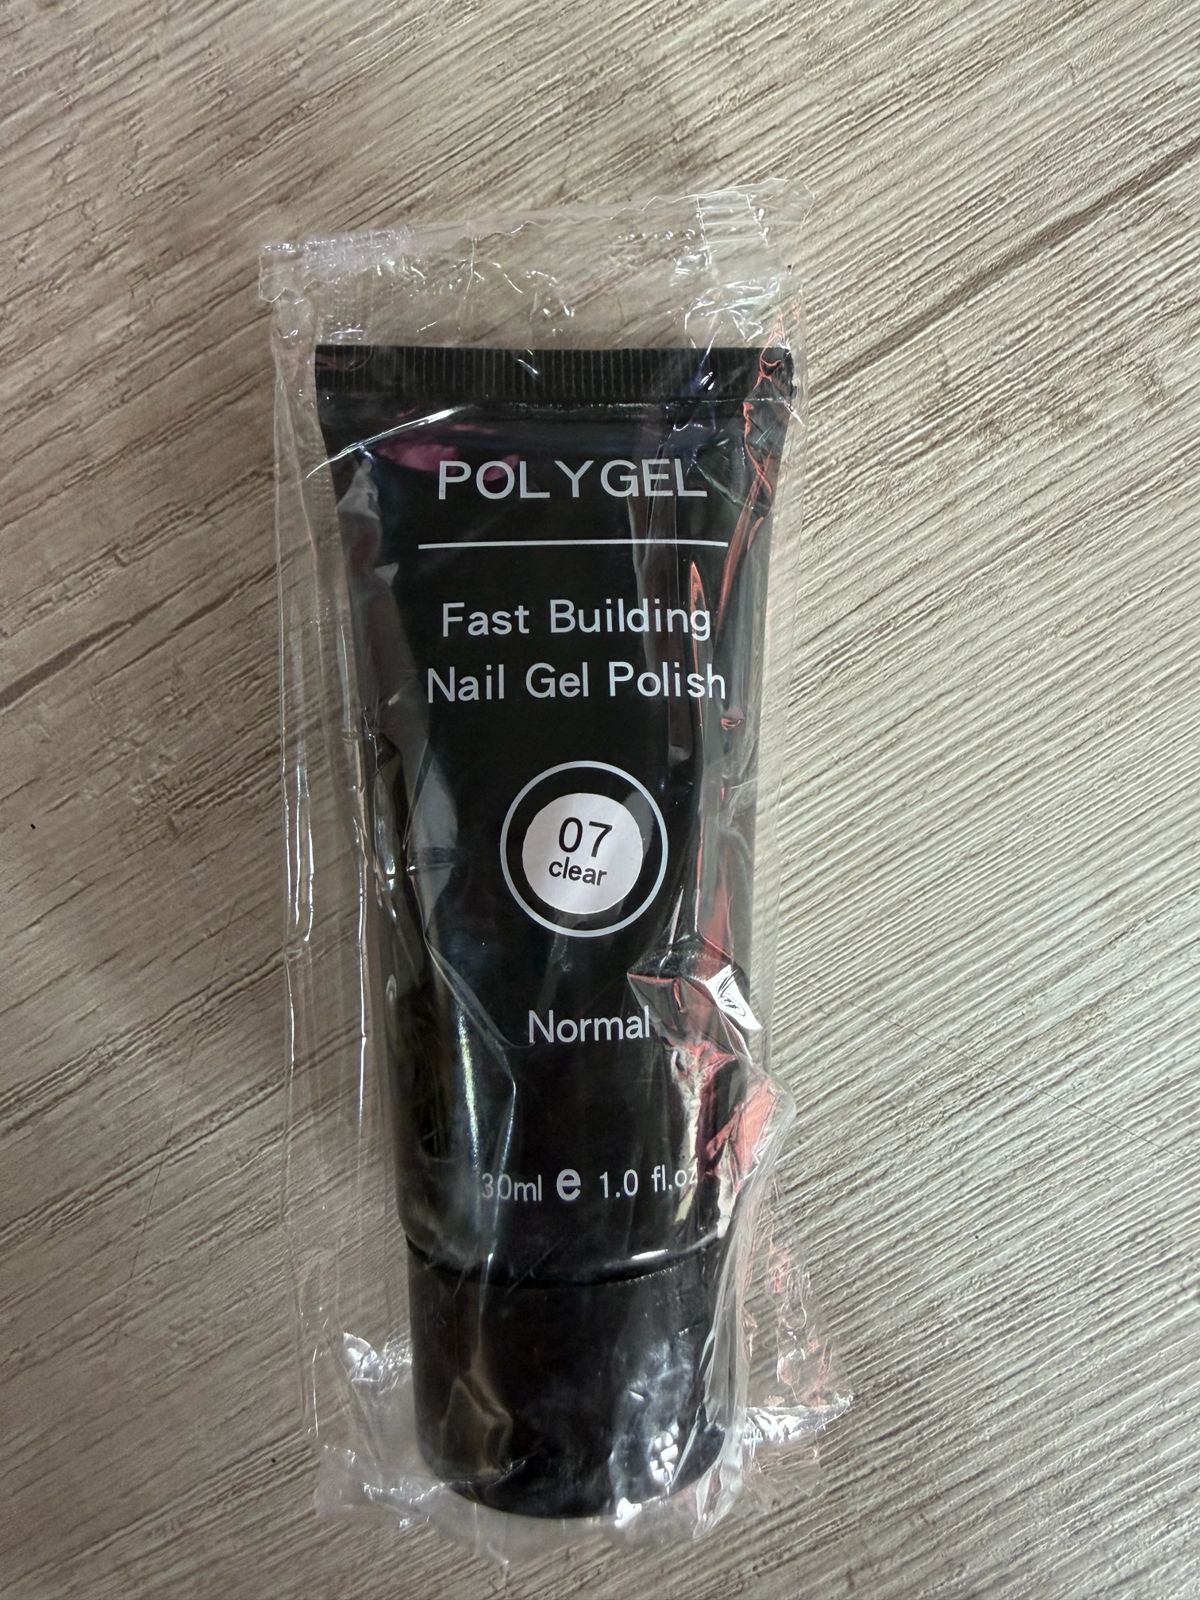 POLYGEL
Fast Building
Nail Gel Polish
07
clear
Normal
30ml e 1.0 fl.oz